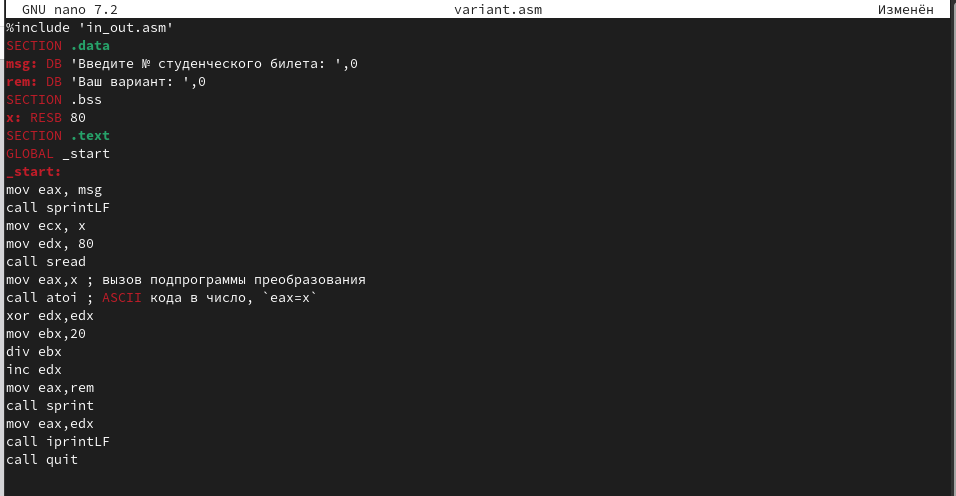 GNU nano 7.2 variant.asm Изменён
%include 'in_out.asm'
SECTION .data
msg: DB 'Введите № студенческого билета: ',0
rem: DB 'Ваш вариант: ',0
SECTION .bss
x: RESB 80
SECTION .text
GLOBAL _start
_start:
mov eax, msg
call sprintLF
mov ecx, x
mov edx, 80
call sread
mov eax,x ; вызов подпрограммы преобразования
call atoi ; ASCII кода в число, `eax=x`
xor edx,edx
mov ebx,20
div ebx
inc edx
mov eax,rem
call sprint
mov eax,edx
call iprintLF
call quit